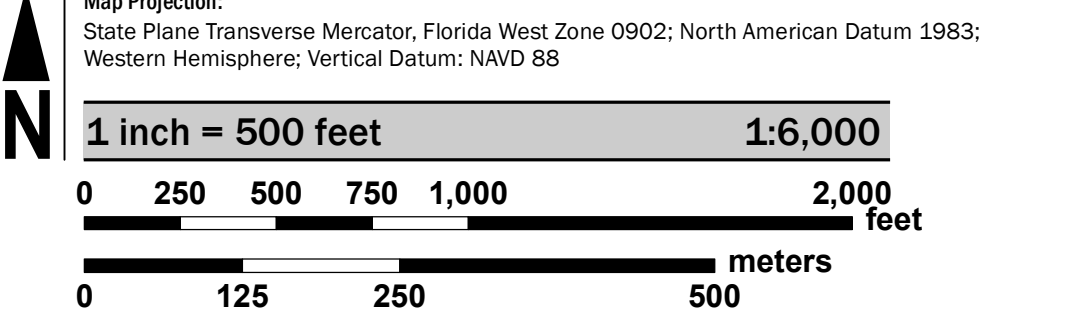 Map Projection:
State Plane Transverse Mercator, Florida West Zone 0902; North American Datum 1983;
Western Hemisphere; Vertical Datum: NAVD 88
N
1 inch = 500 feet 1:6,000
0 250 500 750 1,000 2,000
feet
meters
0 125 250 500